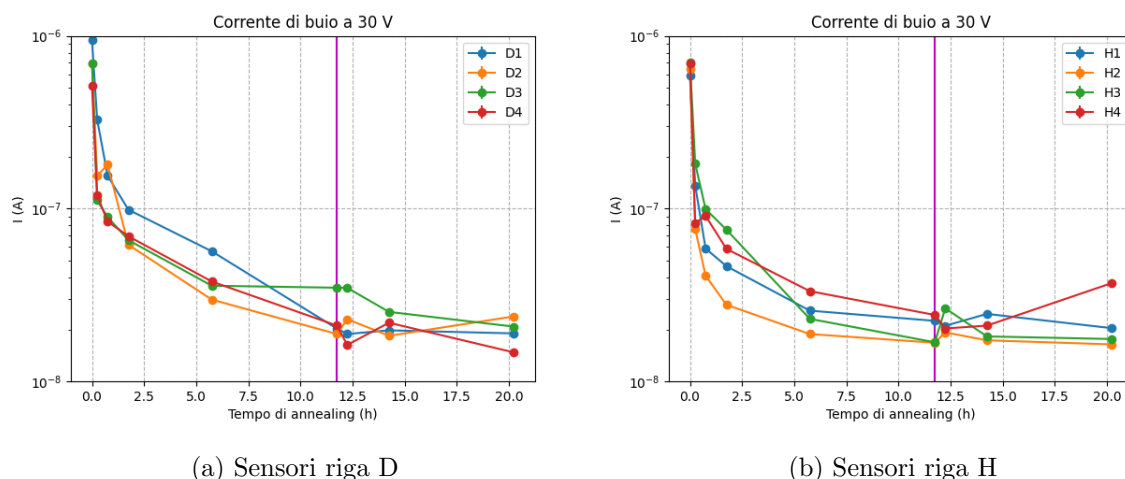 Corrente di buio a 30 V
I (A)
10⁻⁶
10⁻⁷
10⁻⁸
D1
D2
D3
D4
0.0 2.5 5.0 7.5 10.0 12.5 15.0 17.5 20.0
Tempo di annealing (h)
(a) Sensori riga D
Corrente di buio a 30 V
I (A)
10⁻⁶
10⁻⁷
10⁻⁸
H1
H2
H3
H4
0.0 2.5 5.0 7.5 10.0 12.5 15.0 17.5 20.0
Tempo di annealing (h)
(b) Sensori riga H